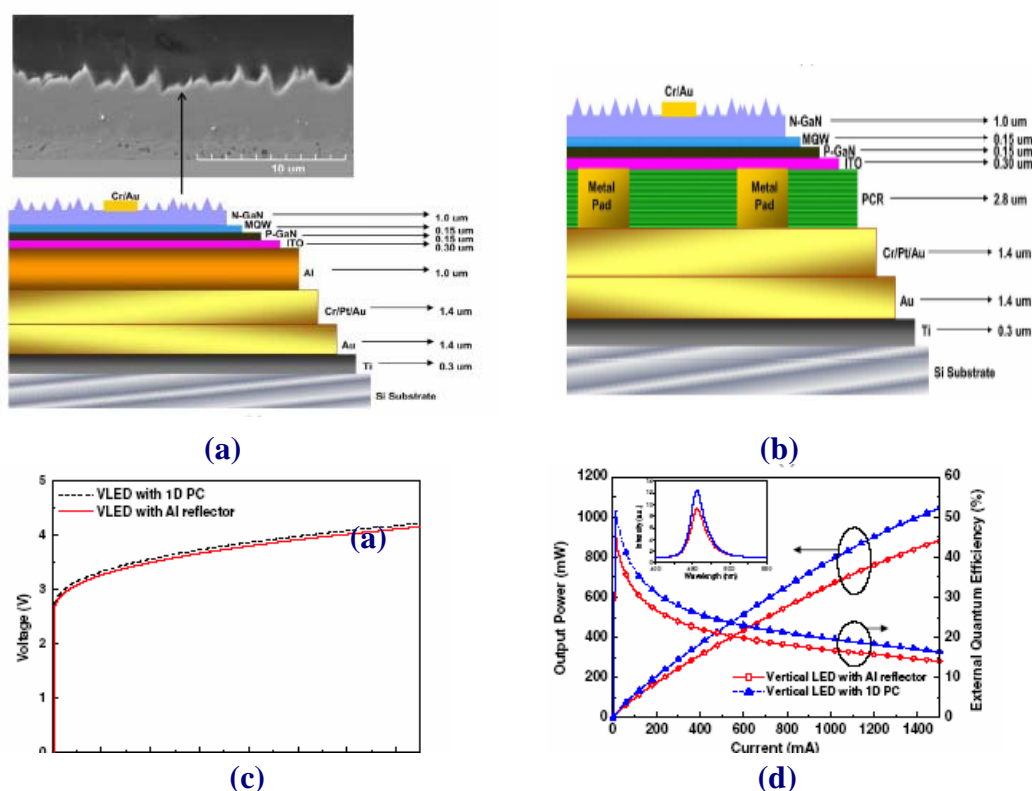 10 um
Cr/Au
N-GaN 1.0 um
MQW 0.15 um
P-GaN 0.15 um
ITO 0.30 um
Al 1.0 um
Cr/Pt/Au 1.4 um
Au 1.4 um
Ti 0.3 um
Si Substrate
(a)
Cr/Au
N-GaN 1.0 um
MQW 0.15 um
P-GaN 0.15 um
ITO 0.30 um
Metal Pad
Metal Pad
PCR 2.8 um
Cr/Pt/Au 1.4 um
Au 1.4 um
Ti 0.3 um
Si Substrate
(b)
5
4
3
2
1
0
Voltage (V)
VLED with 1D PC
VLED with Al reflector
(a)
(c)
1200
1000
800
600
400
200
0
Output Power (mW)
Intensity (a.u.)
Wavelength (nm)
60
50
40
30
20
10
0
External Quantum Efficiency (%)
Vertical LED with Al reflector
Vertical LED with 1D PC
0 200 400 600 800 1000 1200 1400
Current (mA)
(d)